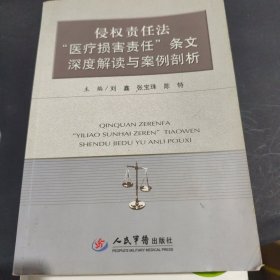 侵权责任法
“医疗损害责任”条文
深度解读与案例剖析
主 编/刘 鑫 张宝珠 陈 特
QINQUAN ZERENFA
"YILIAO SUNHAI ZEREN" TIAOWEN
SHENDU JIEDU YU ANLI POUXI
人民军医出版社
PEOPLE'S MILITARY MEDICAL PRESS